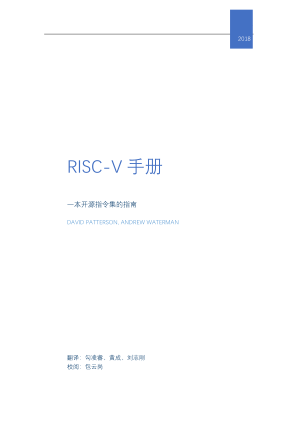 2018
RISC-V 手册
一本开源指令集的指南
DAVID PATTERSON, ANDREW WATERMAN
翻译：勾凌睿、黄成、刘志刚
校阅：包云岗